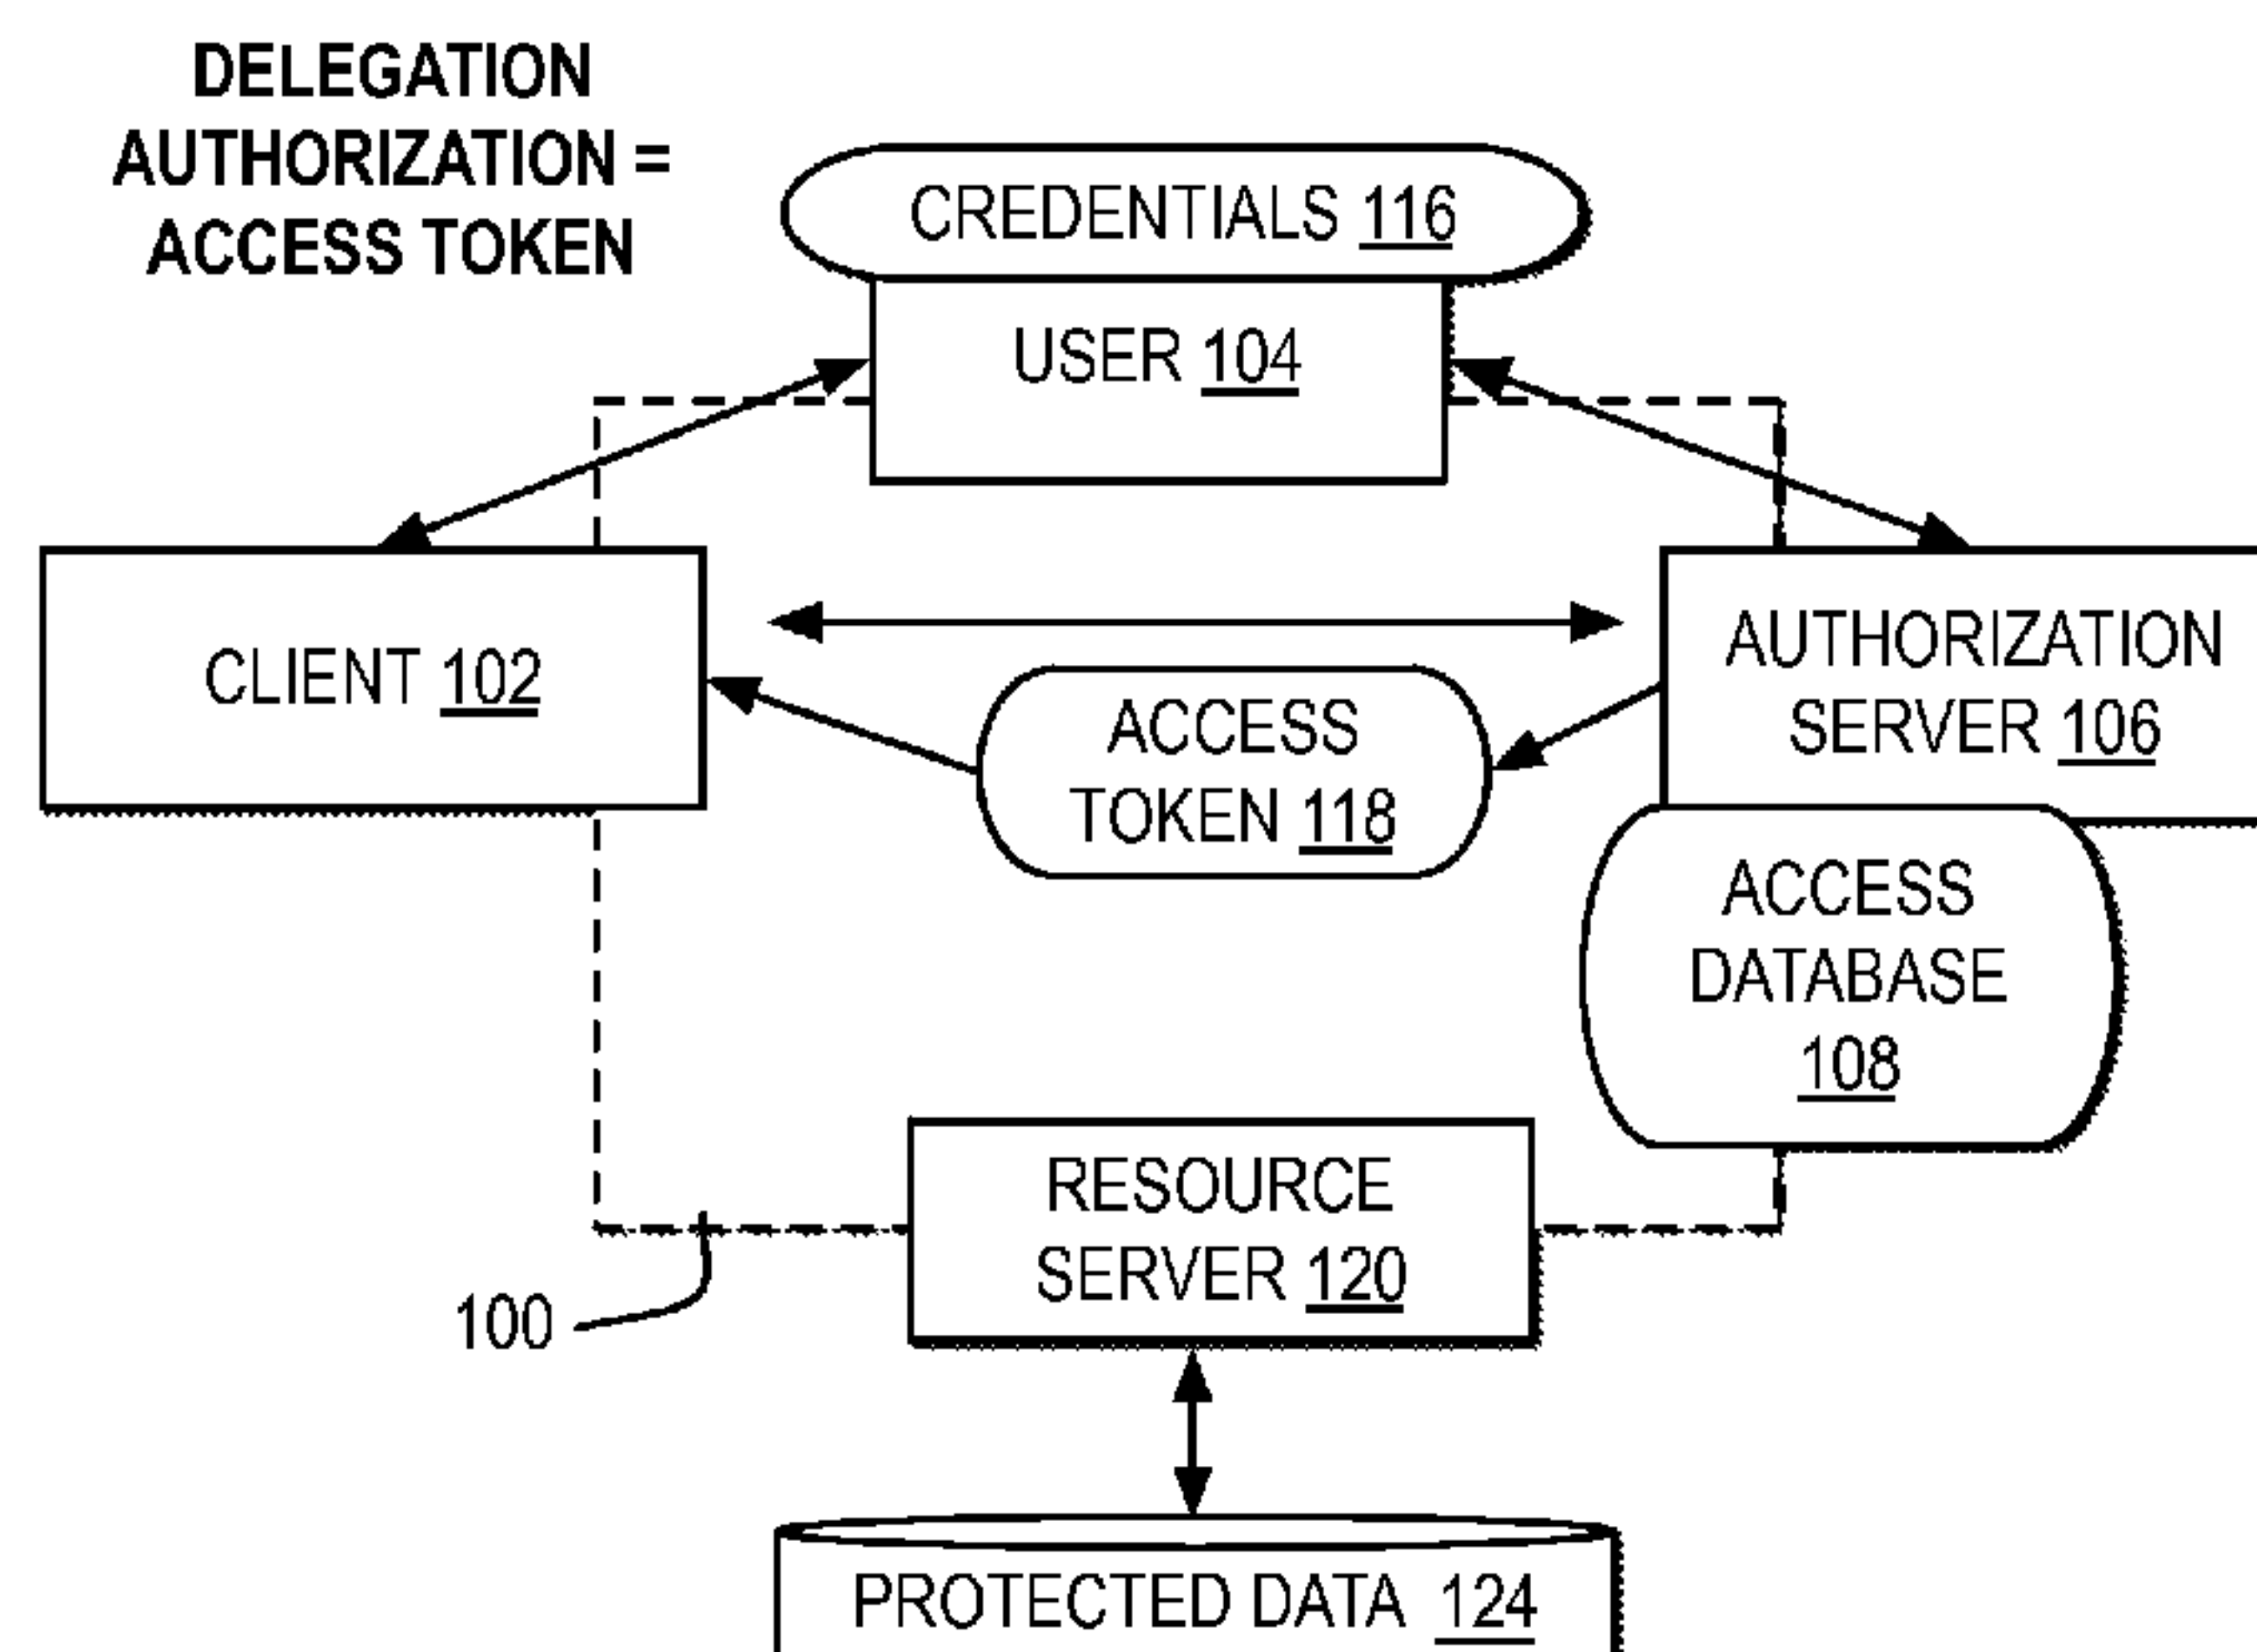 DELEGATION
AUTHORIZATION =
ACCESS TOKEN
CREDENTIALS 116
USER 104
CLIENT 102
AUTHORIZATION
SERVER 106
ACCESS
TOKEN 118
ACCESS
DATABASE
108
RESOURCE
SERVER 120
100
PROTECTED DATA 124